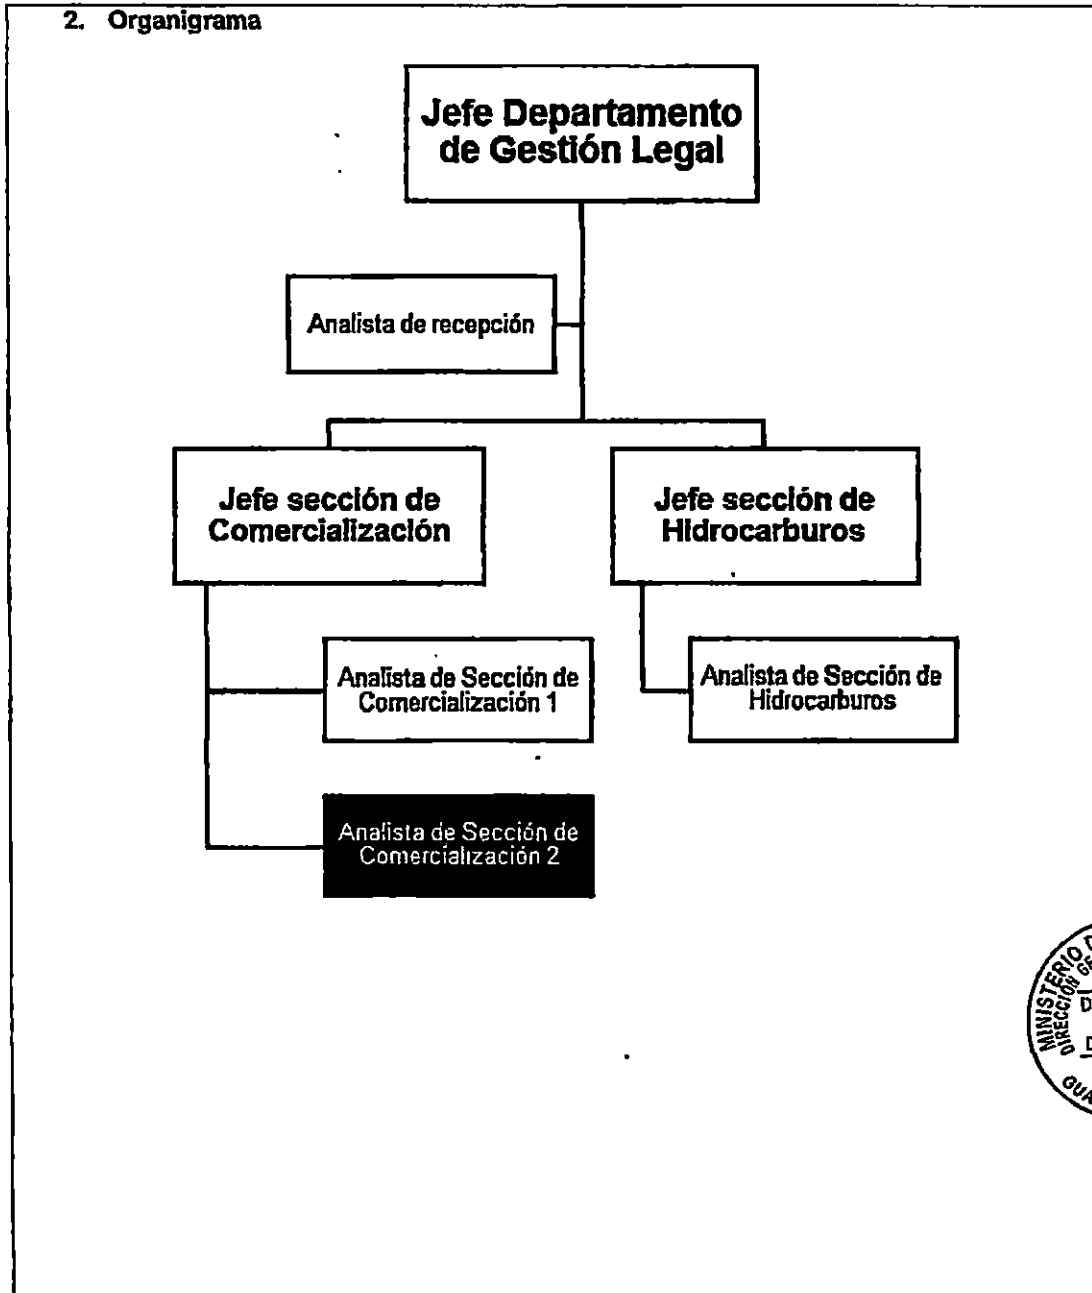 2. Organigrama
Jefe Departamento
de Gestión Legal
Analista de recepción
Jefe sección de
Comercialización
Jefe sección de
Hidrocarburos
Analista de Sección de
Comercialización 1
Analista de Sección de
Hidrocarburos
Analista de Sección de
Comercialización 2
MINISTERIO
DIRECCIÓN